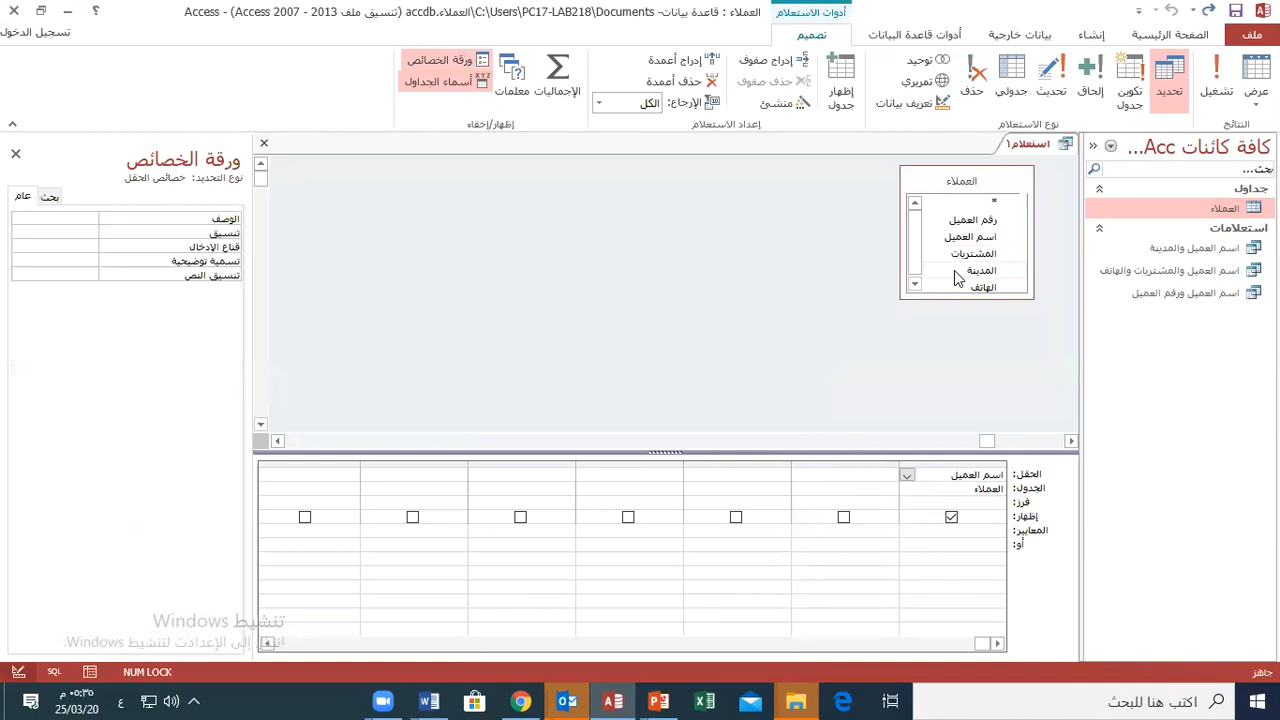 العملاء : قاعدة بيانات- C:\Users\PC17-LAB218\Documents\العملاء.accdb (تنسيق ملف Access 2007 - 2013) - Access
أدوات الاستعلام
ملف
الصفحة الرئيسية
إنشاء
بيانات خارجية
أدوات قاعدة البيانات
تصميم
تسجيل الدخول
عرض
تشغيل
النتائج
تحديد
تكوين جدول
إلحاق
تحديث
جدولي
حذف
توحيد
تمريري
تعريف بيانات
نوع الاستعلام
إظهار جدول
إدراج صفوف
حذف صفوف
منشئ
إدراج أعمدة
حذف أعمدة
الإرجاع:
الكل
إعداد الاستعلام
الإجماليات
معلمات
ورقة الخصائص
أسماء الجداول
إظهار/إخفاء
كافة كائنات Acc...
بحث...
جداول
العملاء
استعلامات
اسم العميل والمدينة
اسم العميل والمشتريات والهاتف
اسم العميل ورقم العميل
استعلام١
العملاء
*
رقم العميل
اسم العميل
المشتريات
المدينة
الهاتف
الحقل: اسم العميل
الجدول: العملاء
فرز:
إظهار:
المعايير:
أو:
ورقة الخصائص
نوع التحديد: خصائص الحقل
عام
بحث
الوصف
تنسيق
قناع الإدخال
تسمية توضيحية
تنسيق النص
تنشيط Windows
انتقل إلى الإعدادات لتنشيط Windows.
جاهز
NUM LOCK
SQL
اكتب هنا للبحث
ع
٠٥:٣٥ م
25/03/20